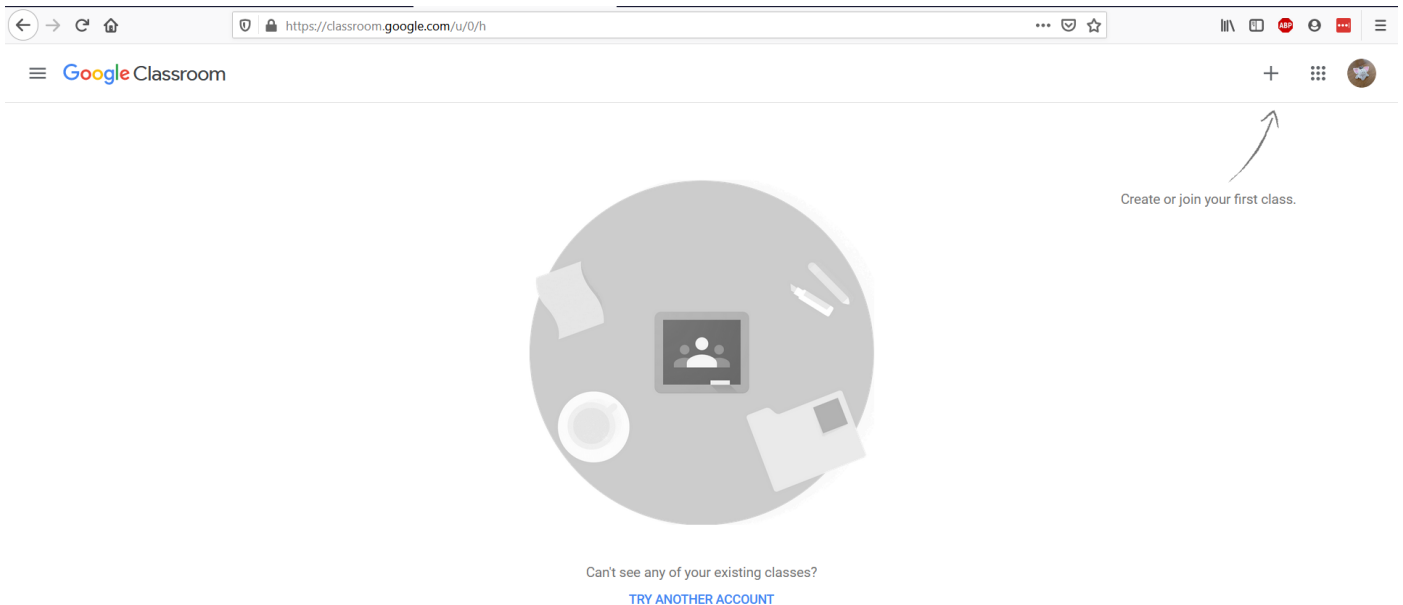 https://classroom.google.com/u/0/h
ABP
Google Classroom
Create or join your first class.
Can't see any of your existing classes?
TRY ANOTHER ACCOUNT